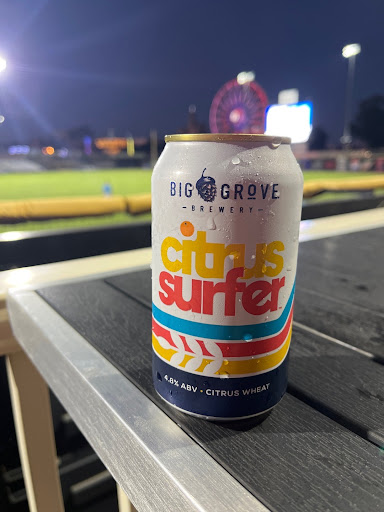 BIG GROVE
BREWERY
citrus
surfer
4.8% ABV · CITRUS WHEAT